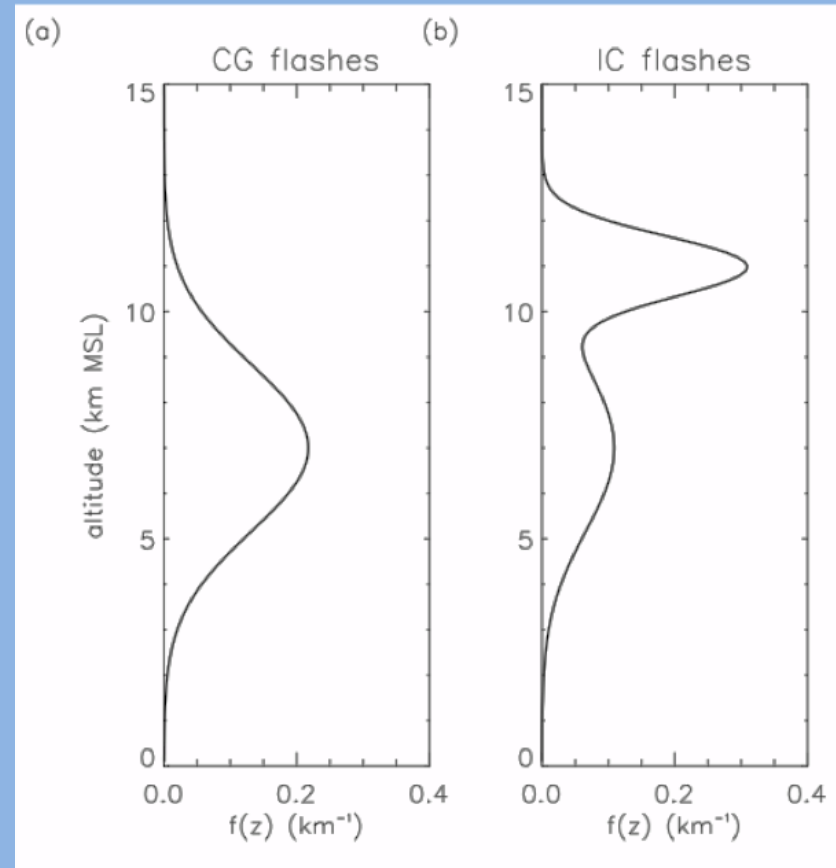 (a)
CG flashes
15
10
5
0
altitude (km MSL)
0.0 0.2 0.4
f(z) (km⁻¹)
(b)
IC flashes
15
10
5
0
0.0 0.2 0.4
f(z) (km⁻¹)